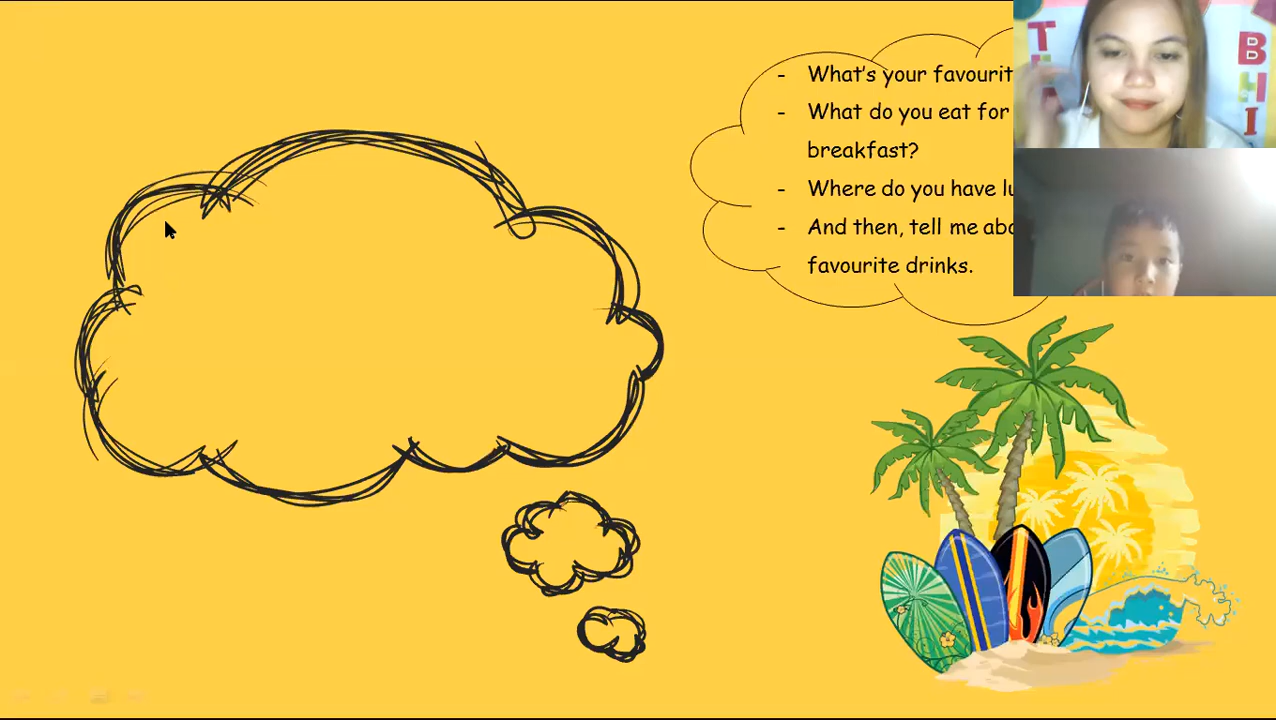 - What's your favourit
- What do you eat for
breakfast?
- Where do you have lu
- And then, tell me abo
favourite drinks.
T
B
H
I